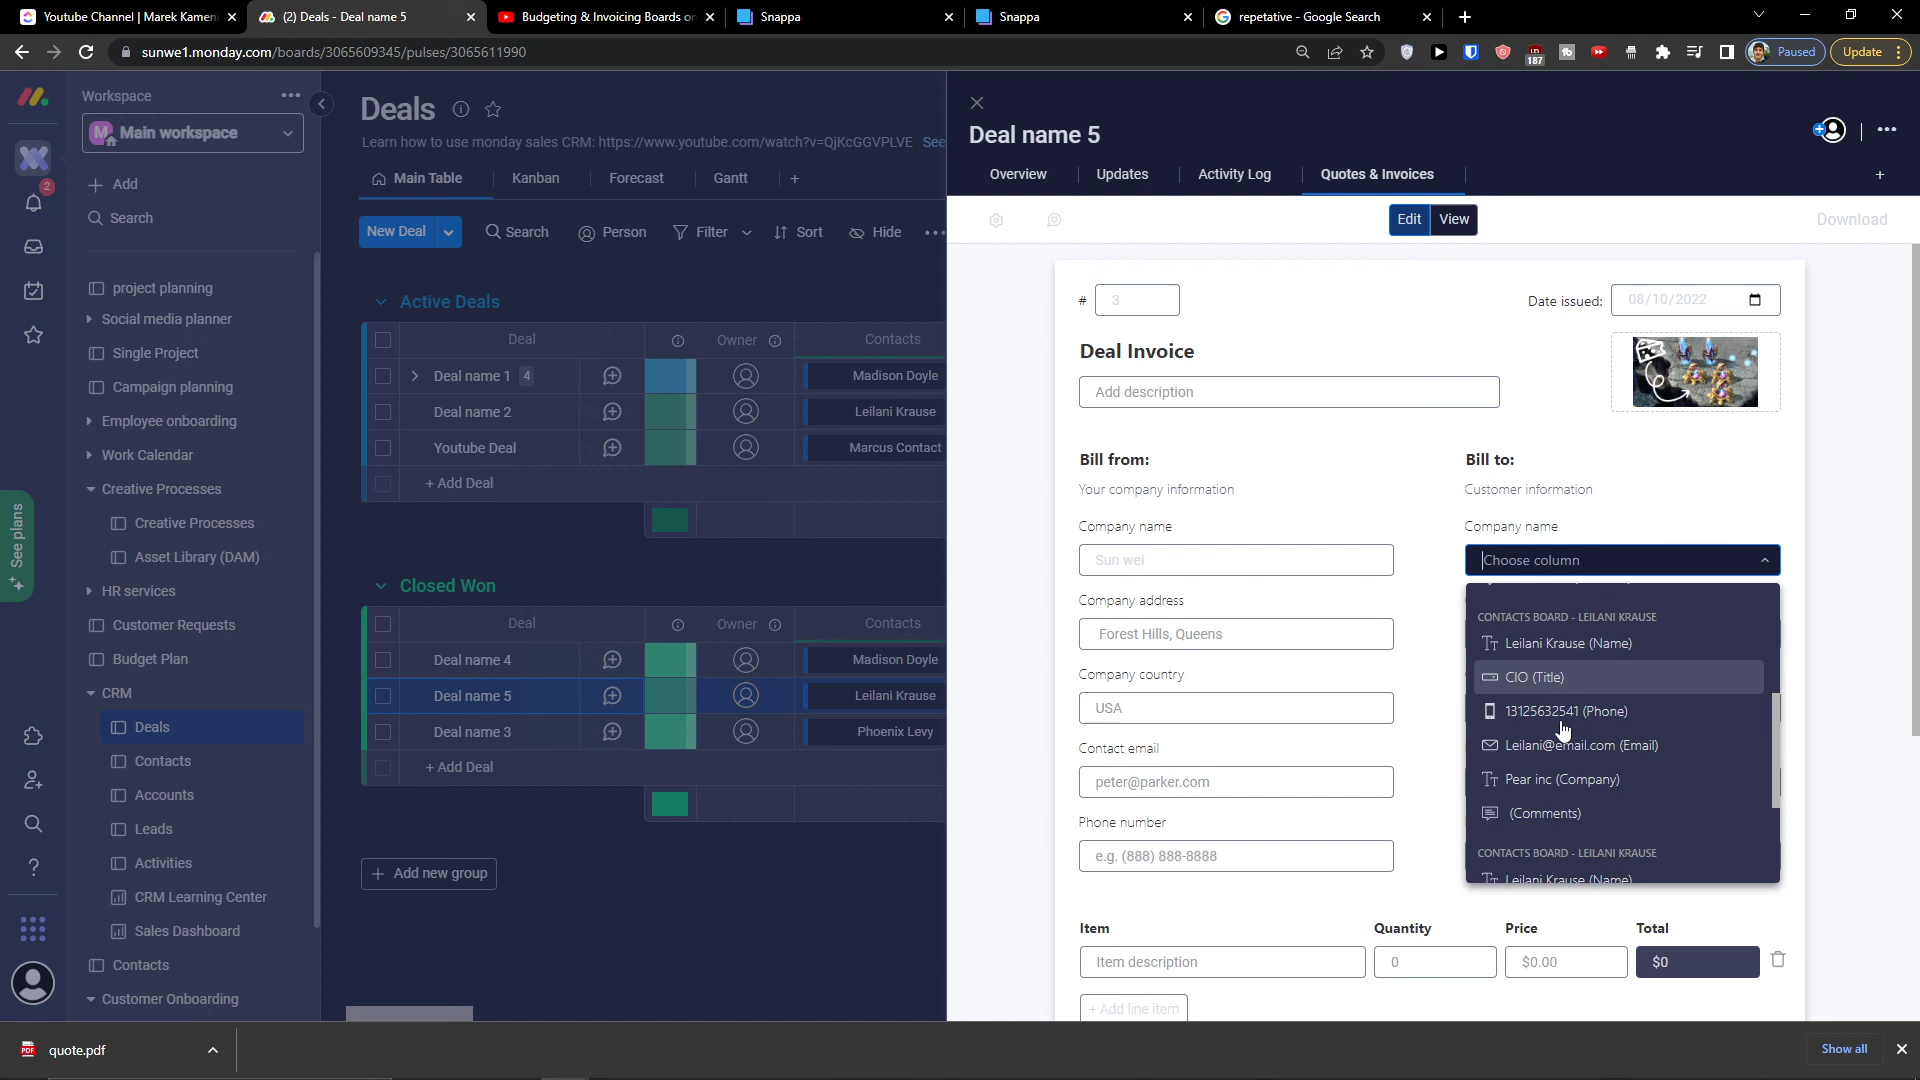 Youtube Channel | Marek Kameni
(2) Deals - Deal name 5
Budgeting & Invoicing Boards on
Snappa
Snappa
repetative - Google Search
sunwe1.monday.com/boards/3065609345/pulses/3065611990
187
Paused
Update
Workspace
M
Main workspace
Add
2
Search
project planning
Social media planner
Single Project
Campaign planning
Employee onboarding
Work Calendar
Creative Processes
Creative Processes
Asset Library (DAM)
HR services
Customer Requests
Budget Plan
CRM
Deals
Contacts
Accounts
Leads
Activities
CRM Learning Center
Sales Dashboard
Contacts
Customer Onboarding
See plans
Deals
Learn how to use monday sales CRM: https://www.youtube.com/watch?v=QjKcGGVPLVE See
Main Table
Kanban
Forecast
Gantt
New Deal
Search
Person
Filter
Sort
Hide
Active Deals
Deal
Owner
Contacts
Deal name 1 4
Madison Doyle
Deal name 2
Leilani Krause
Youtube Deal
Marcus Contact
+ Add Deal
Closed Won
Deal
Owner
Contacts
Deal name 4
Madison Doyle
Deal name 5
Leilani Krause
Deal name 3
Phoenix Levy
+ Add Deal
Add new group
Deal name 5
Overview
Updates
Activity Log
Quotes & Invoices
Edit
View
Download
# 3
Date issued: 08/10/2022
Deal Invoice
Add description
Bill from:
Your company information
Company name
Sun wei
Company address
Forest Hills, Queens
Company country
USA
Contact email
peter@parker.com
Phone number
e.g. (888) 888-8888
Bill to:
Customer information
Company name
Choose column
CONTACTS BOARD - LEILANI KRAUSE
Leilani Krause (Name)
CIO (Title)
13125632541 (Phone)
Leilani@email.com (Email)
Pear inc (Company)
(Comments)
CONTACTS BOARD - LEILANI KRAUSE
Leilani Krause (Name)
Item
Quantity
Price
Total
Item description
0
$0.00
$0
+ Add line item
quote.pdf
Show all